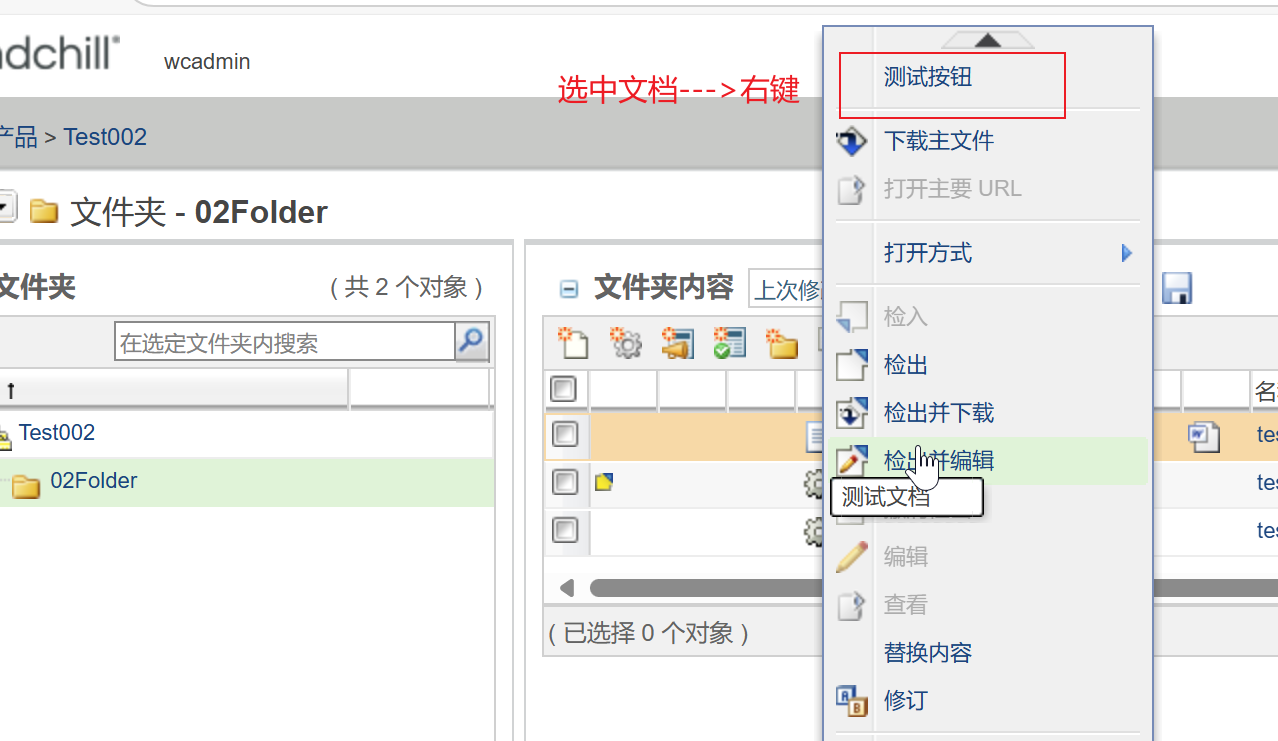 ndchill
wcadmin
选中文档--->右键
测试按钮
产品 > Test002
下载主文件
打开主要 URL
文件夹 - 02Folder
打开方式
文件夹
( 共 2 个对象 )
文件夹内容
上次修
在选定文件夹内搜索
检入
检出
检出并下载
检出并编辑
测试文档
编辑
查看
替换内容
修订
名
Test002
02Folder
tes
tes
tes
( 已选择 0 个对象 )